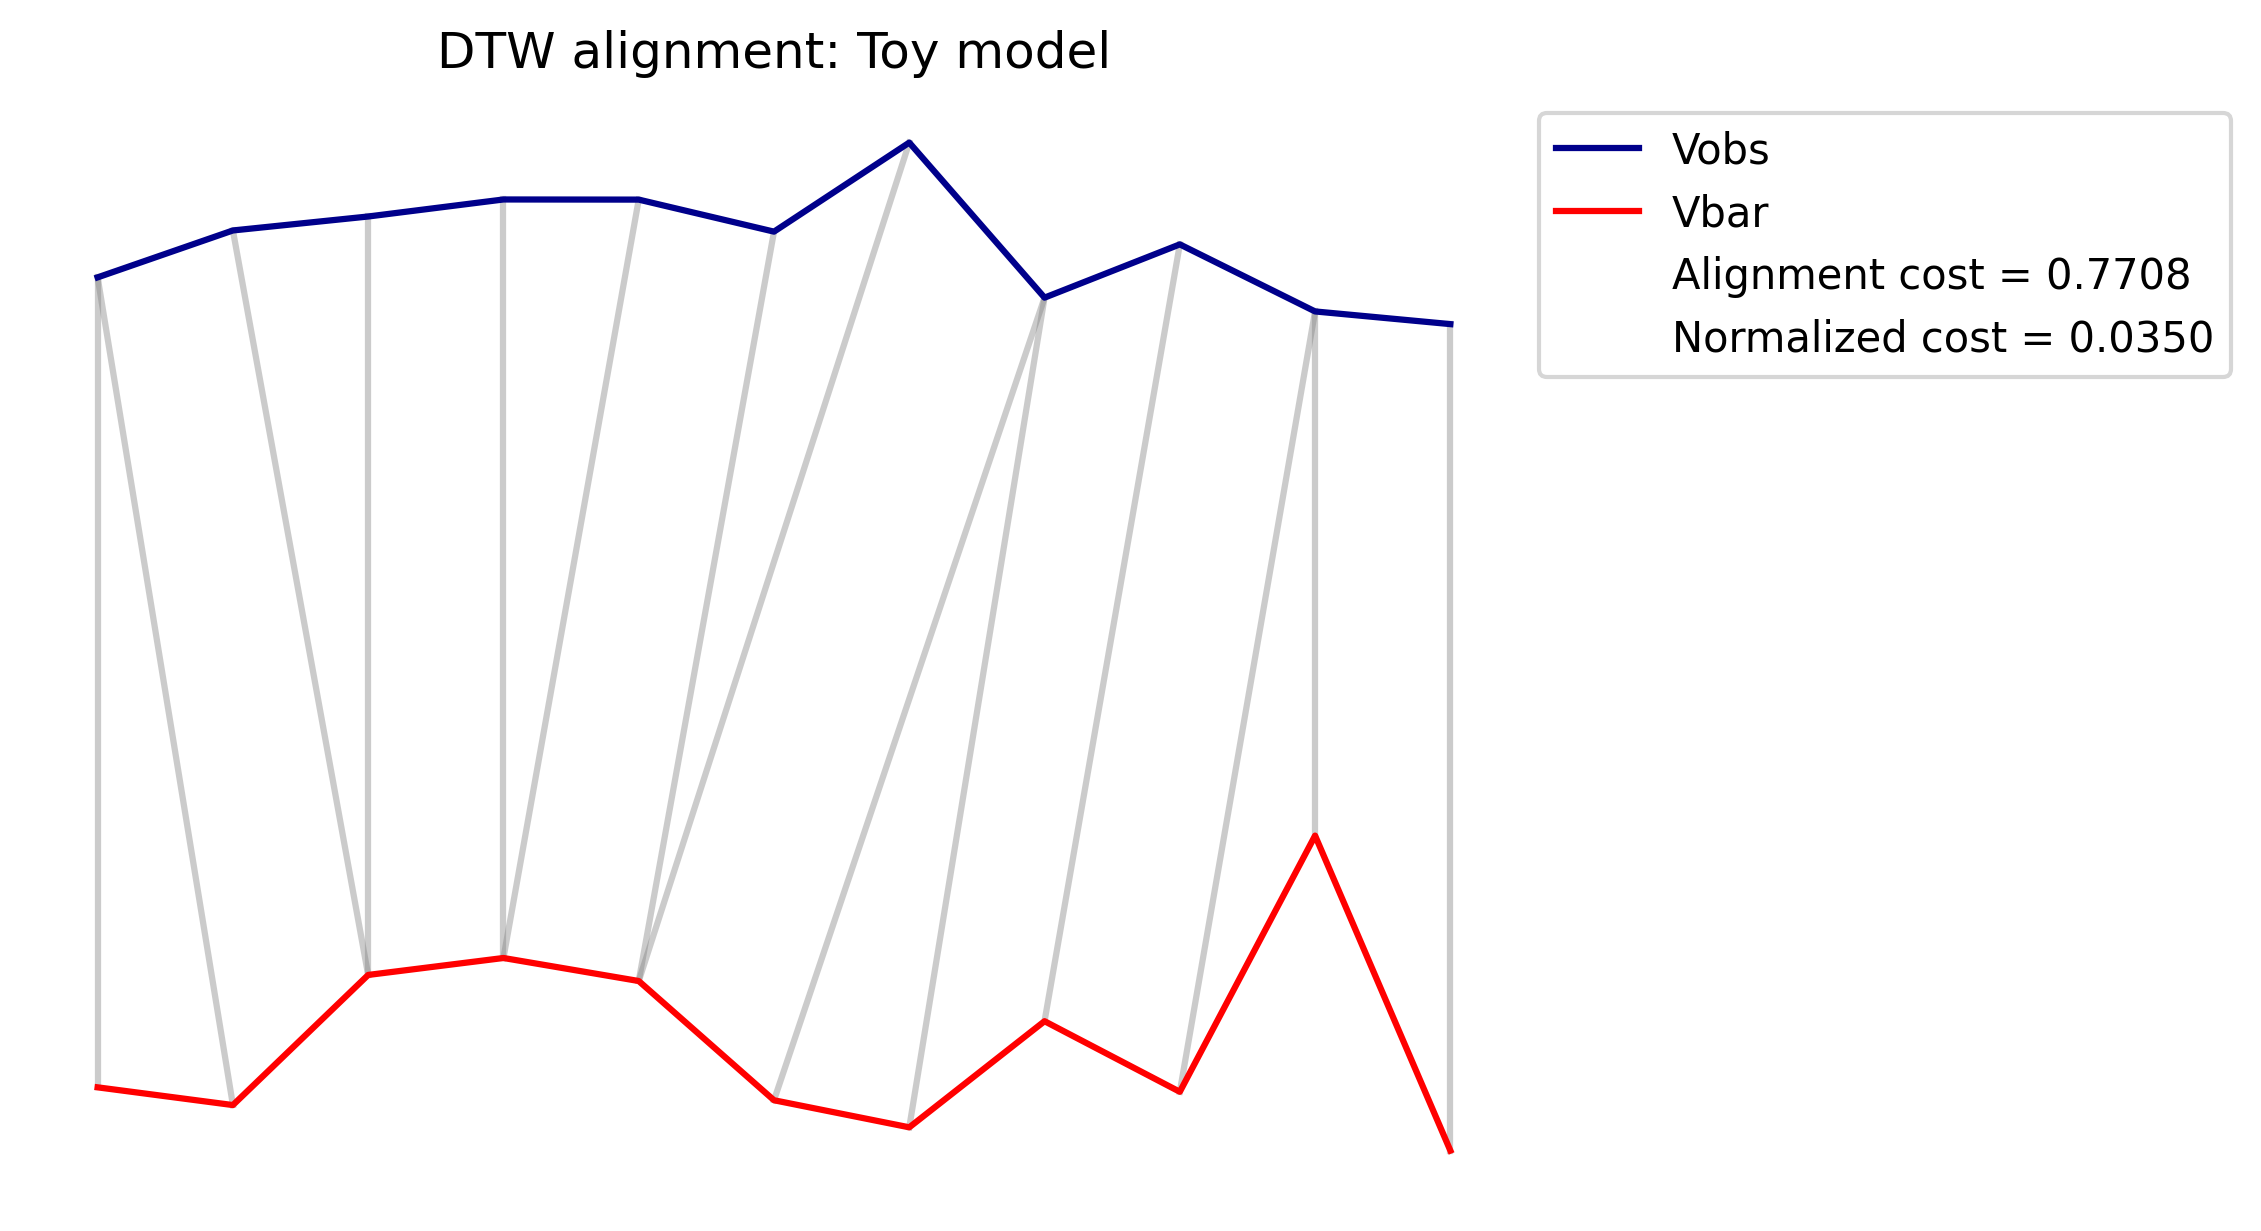 DTW alignment: Toy model
Vobs
Vbar
Alignment cost = 0.7708
Normalized cost = 0.0350